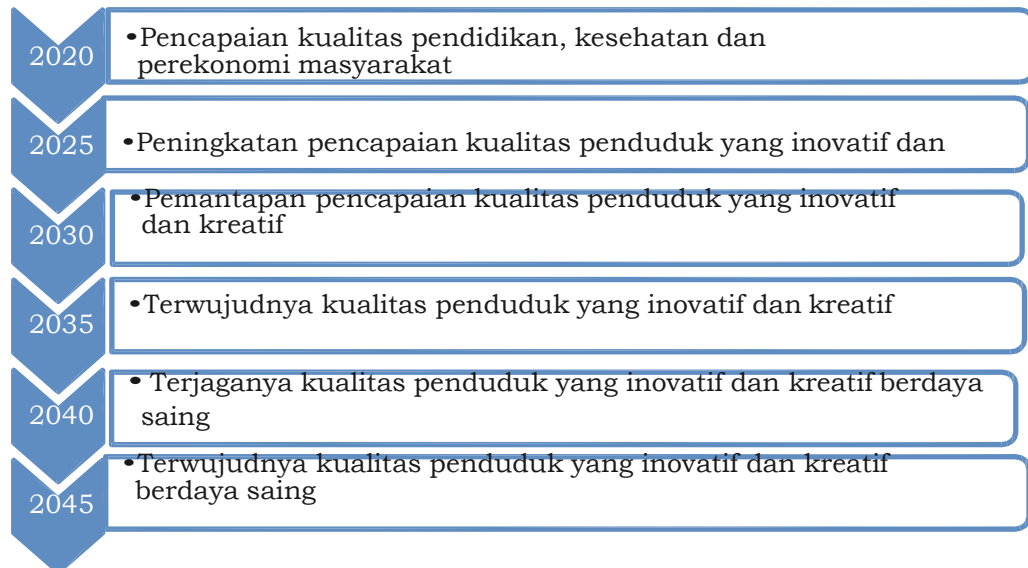 2020
•Pencapaian kualitas pendidikan, kesehatan dan
perekonomi masyarakat
2025
•Peningkatan pencapaian kualitas penduduk yang inovatif dan
2030
•Pemantapan pencapaian kualitas penduduk yang inovatif
dan kreatif
2035
•Terwujudnya kualitas penduduk yang inovatif dan kreatif
2040
• Terjaganya kualitas penduduk yang inovatif dan kreatif berdaya
saing
2045
•Terwujudnya kualitas penduduk yang inovatif dan kreatif
berdaya saing